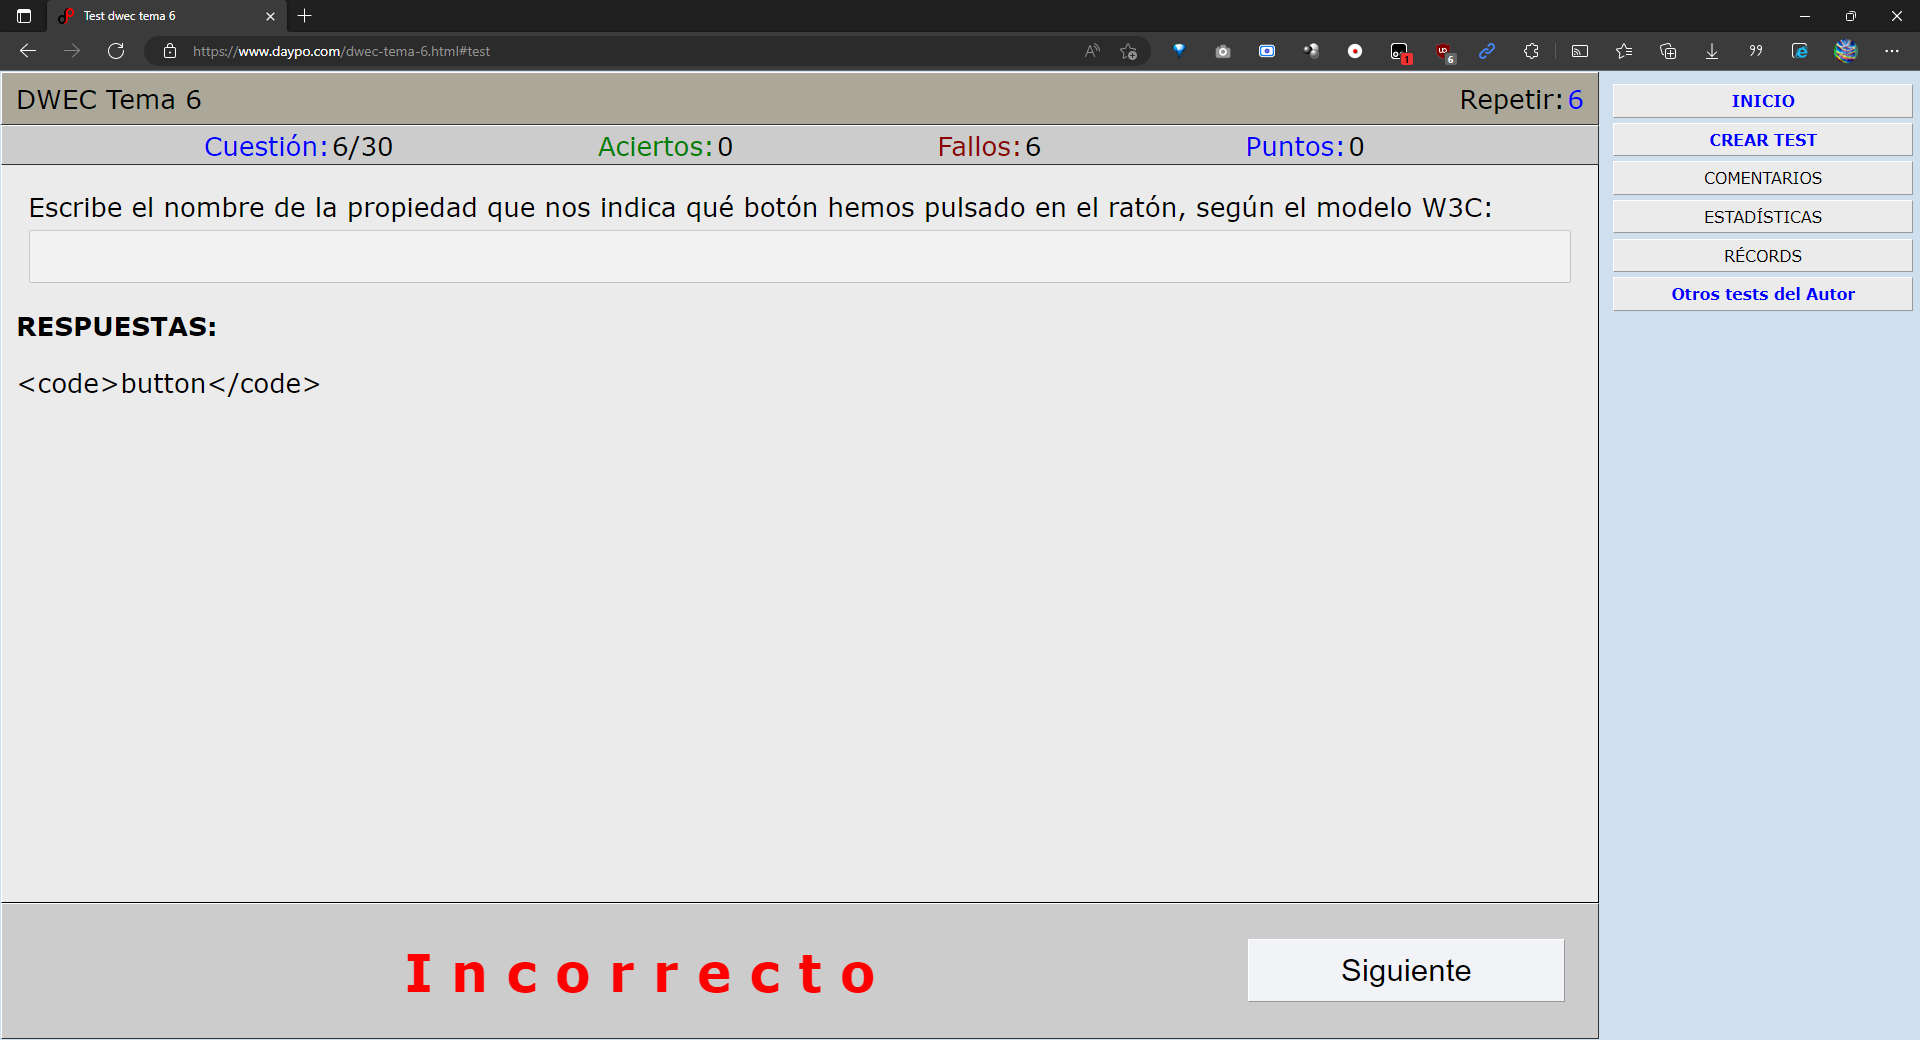 Test dwec tema 6
https://www.daypo.com/dwec-tema-6.html#test
1
6
DWEC Tema 6
Repetir: 6
Cuestión: 6/30
Aciertos: 0
Fallos: 6
Puntos: 0
Escribe el nombre de la propiedad que nos indica qué botón hemos pulsado en el ratón, según el modelo W3C:
RESPUESTAS:
<code>button</code>
Incorrecto
Siguiente
INICIO
CREAR TEST
COMENTARIOS
ESTADÍSTICAS
RÉCORDS
Otros tests del Autor